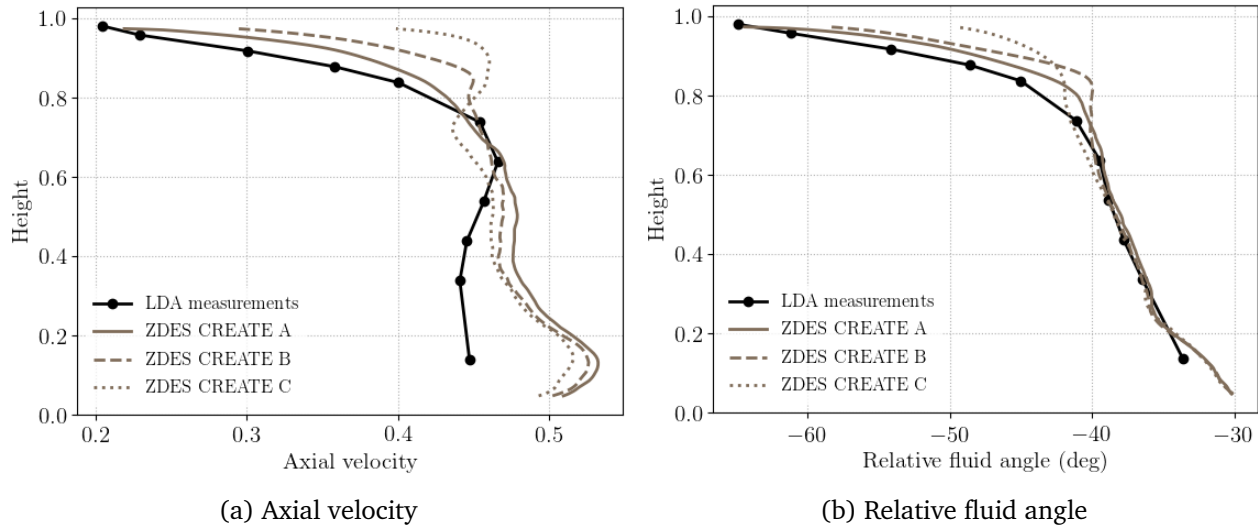 1.0
0.8
0.6
0.4
0.2
0.0
Height
LDA measurements
ZDES CREATE A
ZDES CREATE B
ZDES CREATE C
0.2 0.3 0.4 0.5
Axial velocity
(a) Axial velocity
1.0
0.8
0.6
0.4
0.2
0.0
Height
LDA measurements
ZDES CREATE A
ZDES CREATE B
ZDES CREATE C
−60 −50 −40 −30
Relative fluid angle (deg)
(b) Relative fluid angle